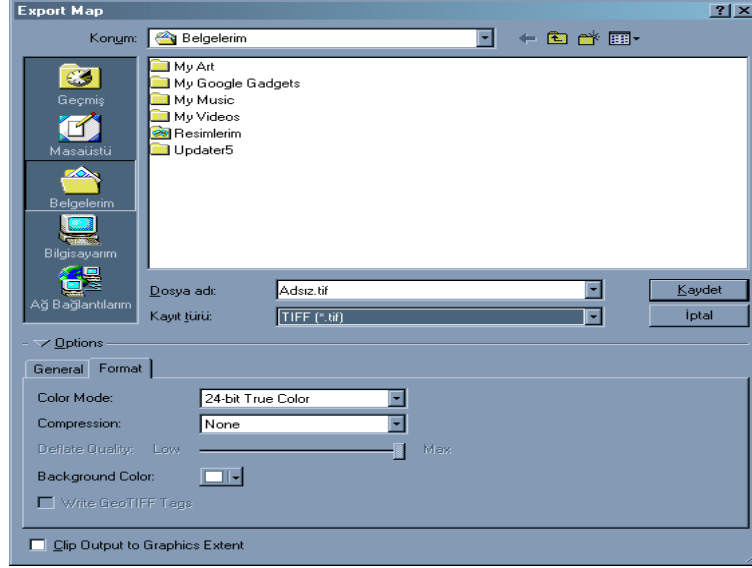 Export Map
Konum: Belgelerim
Geçmiş
Masaüstü
Belgelerim
Bilgisayarım
Ağ Bağlantılarım
My Art
My Google Gadgets
My Music
My Videos
Resimlerim
Updater5
Dosya adı: Adsız.tif Kaydet
Kayıt türü: TIFF (*.tif) İptal
Options
General Format
Color Mode: 24-bit True Color
Compression: None
Deflate Quality: Low Max
Background Color:
Write GeoTIFF Tags
Clip Output to Graphics Extent